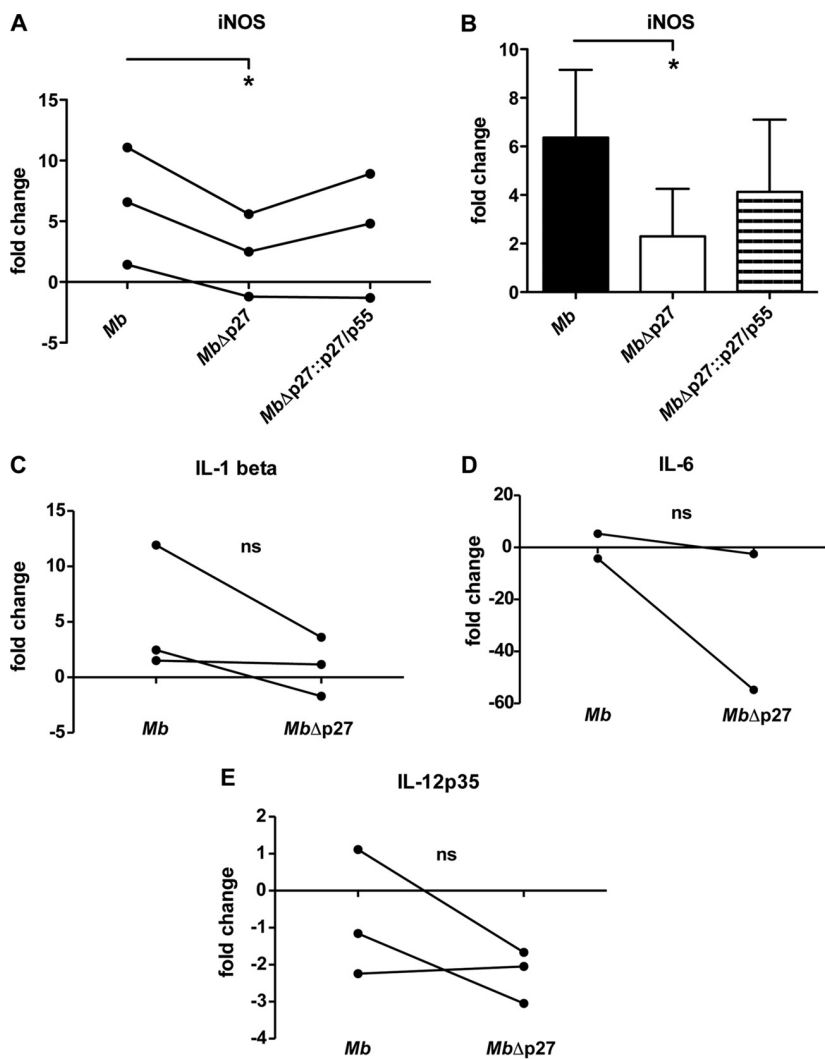 A
iNOS
*
fold change
15
10
5
0
-5
Mb
MbΔp27
MbΔp27::p27/p55
B
iNOS
*
fold change
10
8
6
4
2
0
Mb
MbΔp27
MbΔp27::p27/p55
C
IL-1 beta
ns
fold change
15
10
5
0
-5
Mb
MbΔp27
D
IL-6
ns
fold change
20
0
-20
-40
-60
Mb
MbΔp27
E
IL-12p35
ns
fold change
2
1
0
-1
-2
-3
-4
Mb
MbΔp27